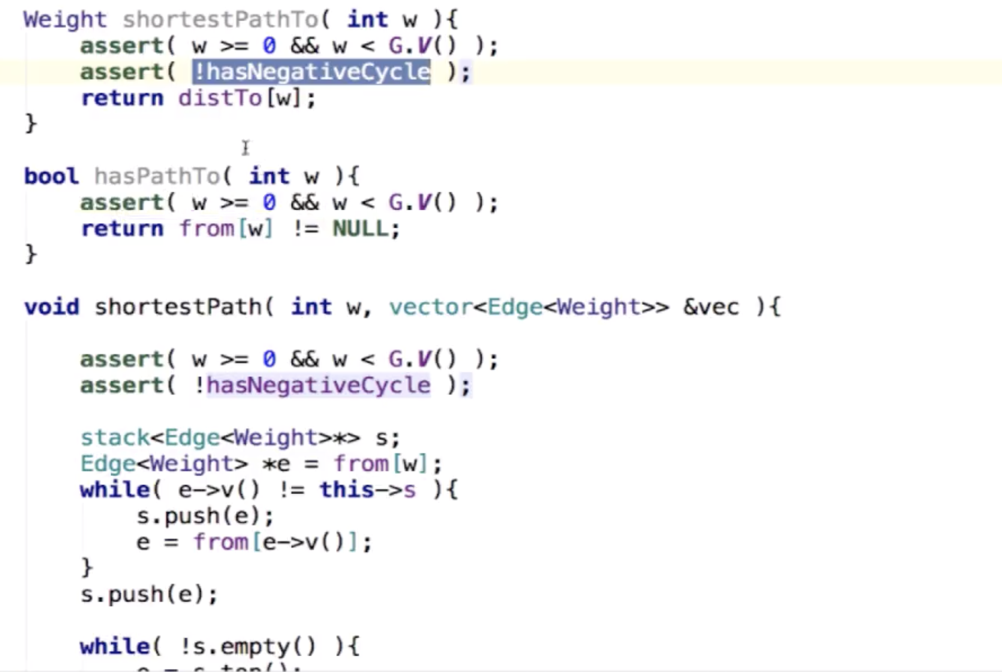 Weight shortestPathTo( int w ){
    assert( w >= 0 && w < G.V() );
    assert( !hasNegativeCycle );
    return distTo[w];
}
bool hasPathTo( int w ){
    assert( w >= 0 && w < G.V() );
    return from[w] != NULL;
}
void shortestPath( int w, vector<Edge<Weight>> &vec ){
    assert( w >= 0 && w < G.V() );
    assert( !hasNegativeCycle );
    stack<Edge<Weight>*> s;
    Edge<Weight> *e = from[w];
    while( e->v() != this->s ){
        s.push(e);
        e = from[e->v()];
    }
    s.push(e);
    while( !s.empty() ){
        e = s.top();